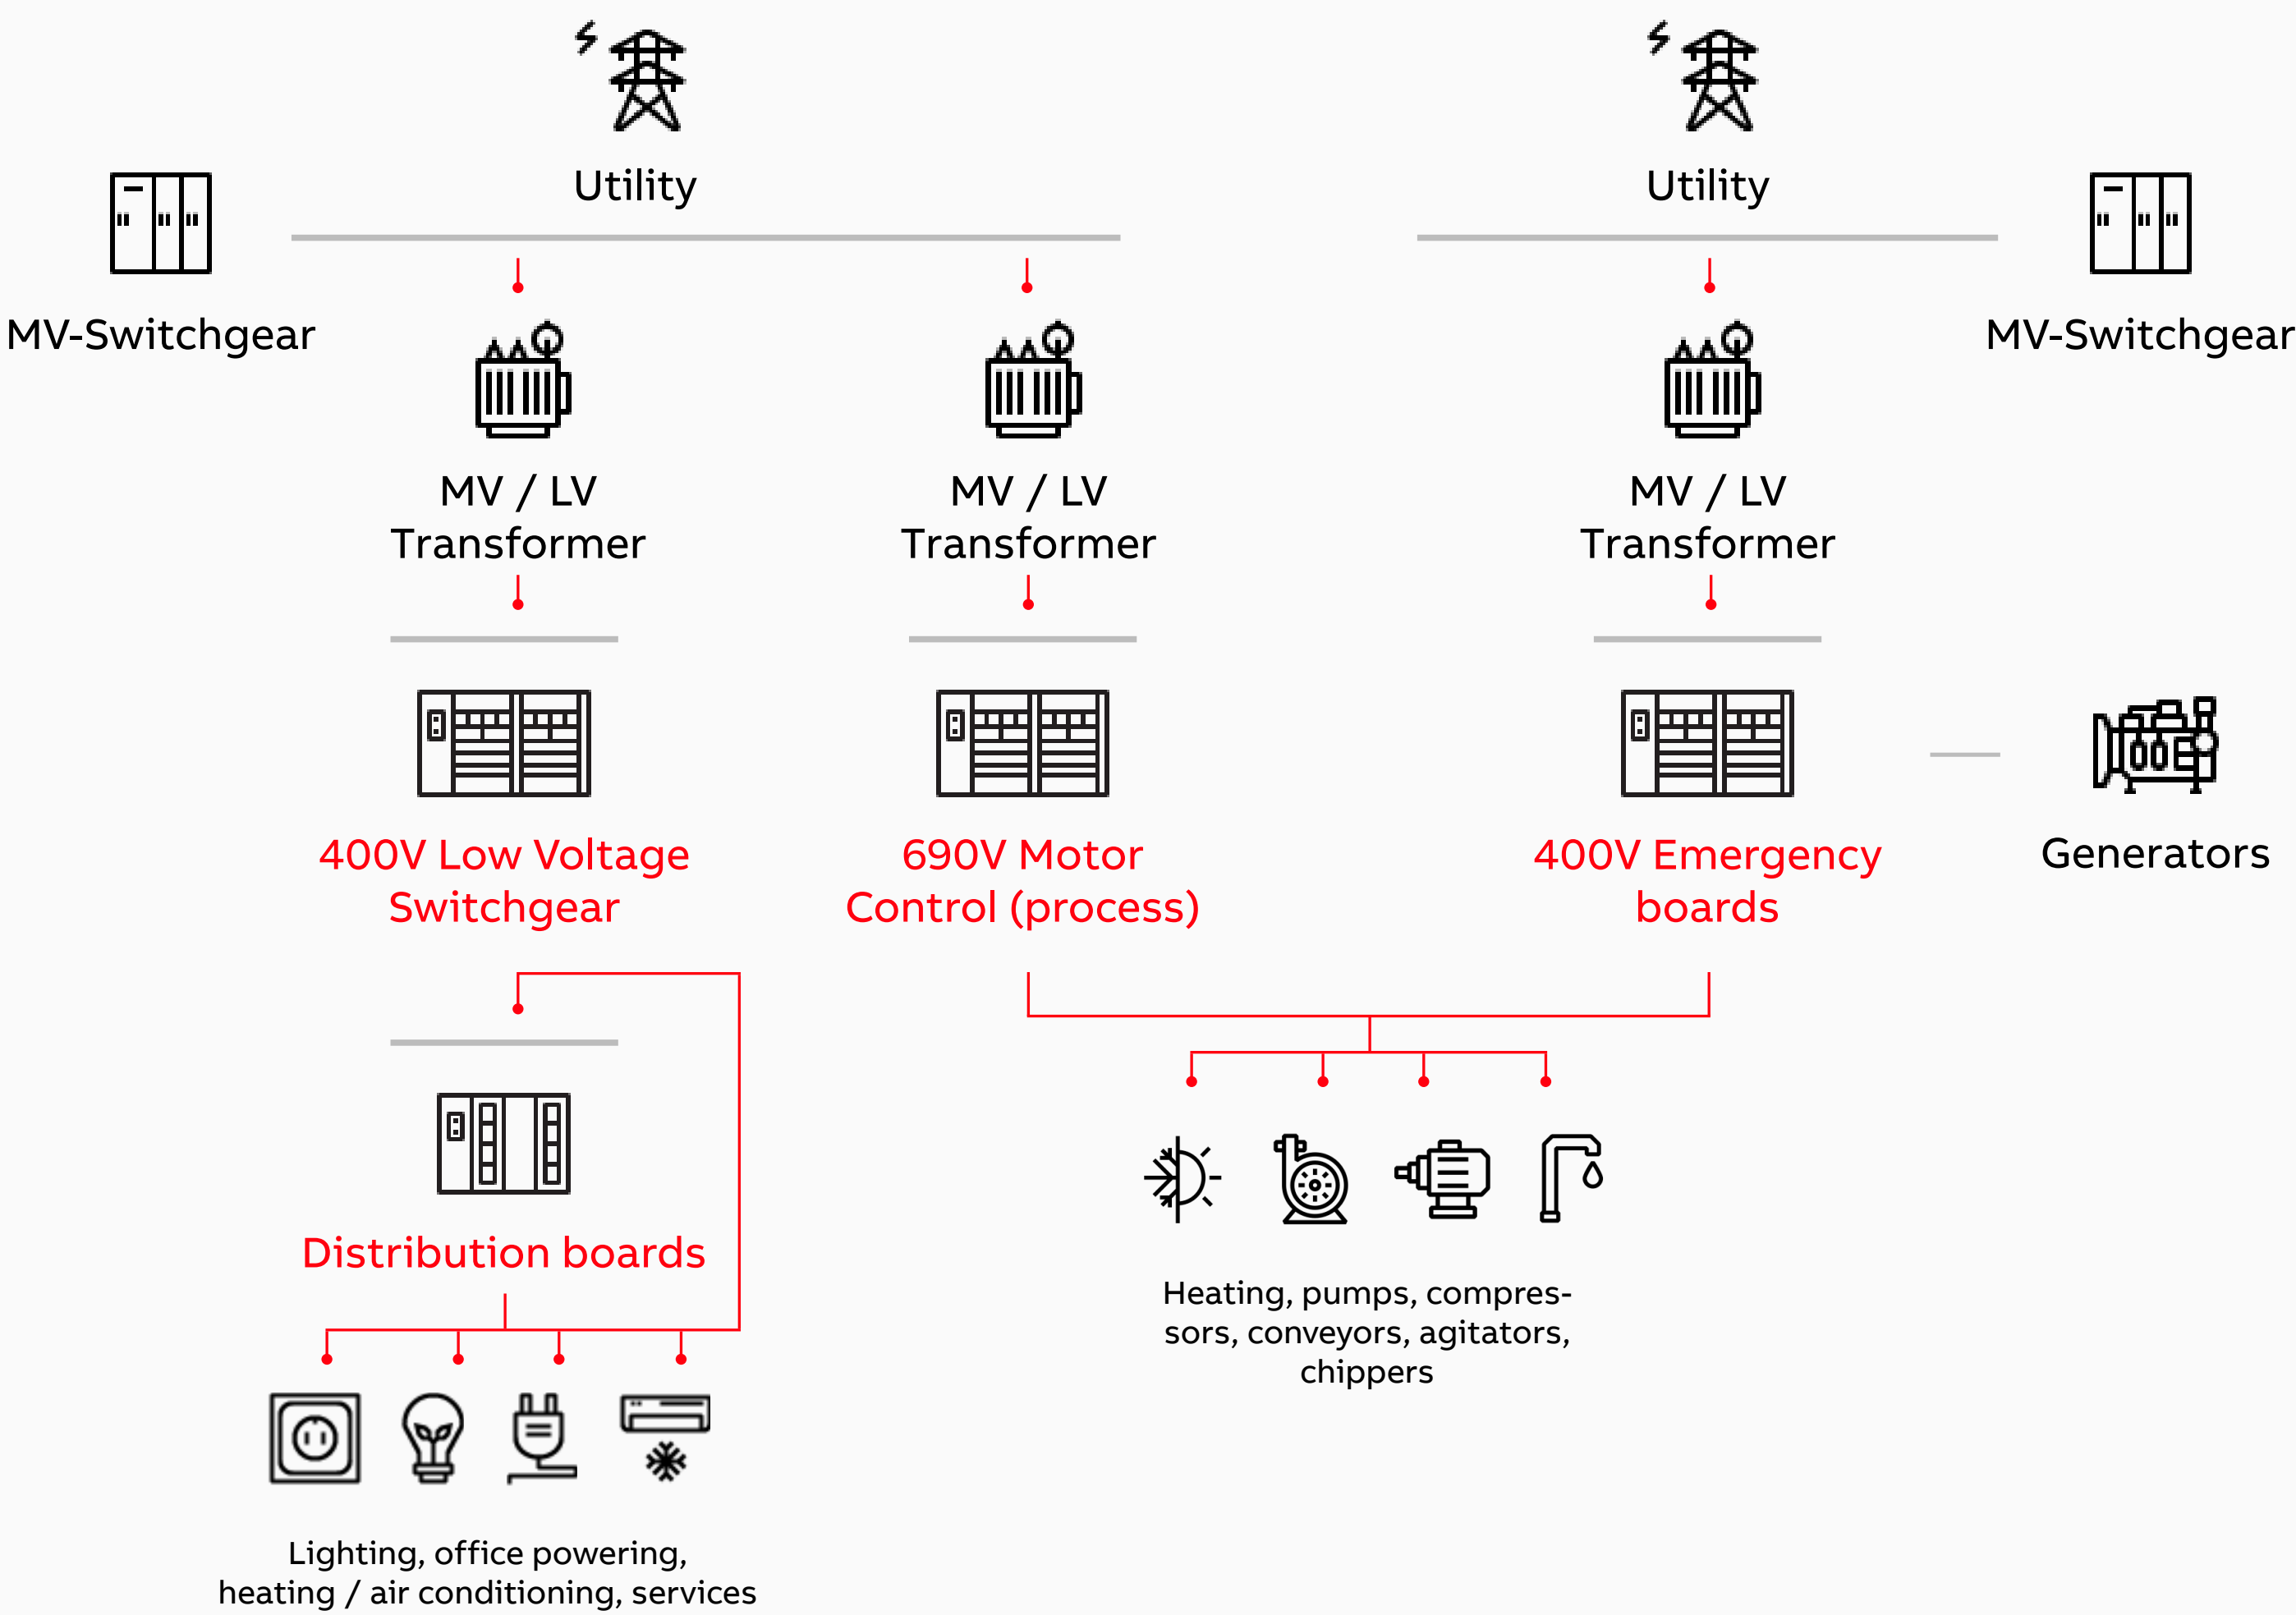 Utility
Utility
MV-Switchgear
MV-Switchgear
MV / LV
Transformer
MV / LV
Transformer
MV / LV
Transformer
400V Low Voltage
Switchgear
690V Motor
Control (process)
400V Emergency
boards
Generators
Distribution boards
Heating, pumps, compres-
sors, conveyors, agitators,
chippers
Lighting, office powering,
heating / air conditioning, services